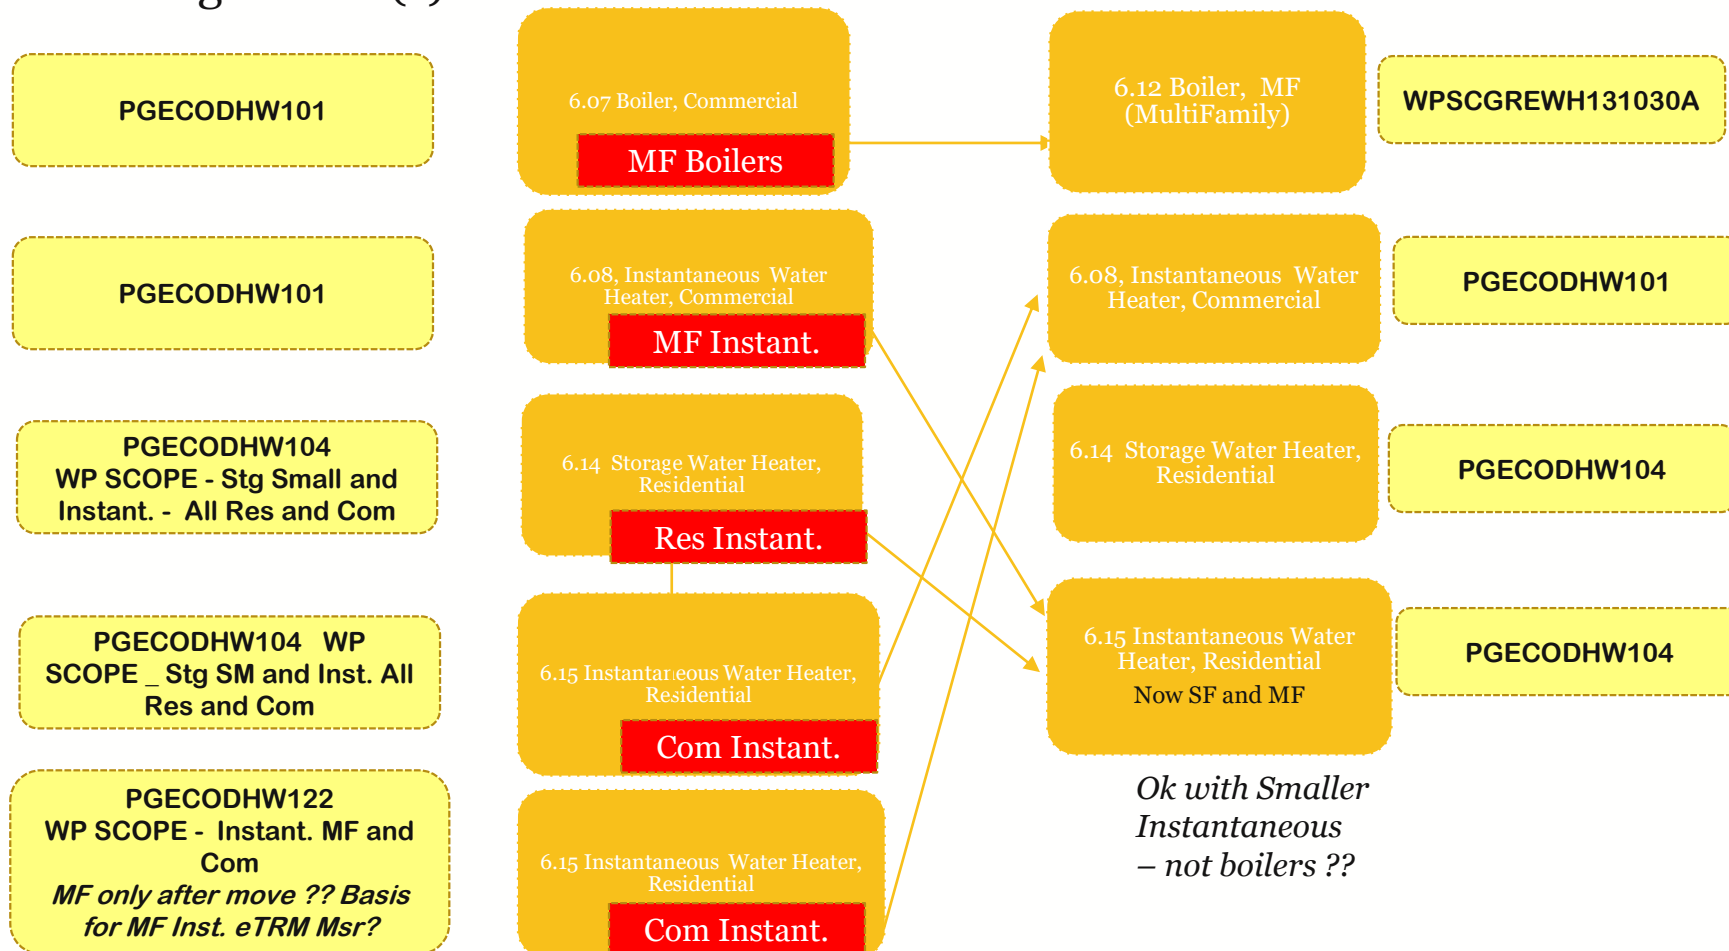 PGECODHW101
6.07 Boiler, Commercial
MF Boilers
6.12 Boiler, MF
(MultiFamily)
WPSCGREWH131030A
PGECODHW101
6.08, Instantaneous Water
Heater, Commercial
MF Instant.
6.08, Instantaneous Water
Heater, Commercial
PGECODHW101
PGECODHW104
WP SCOPE - Stg Small and
Instant. - All Res and Com
6.14 Storage Water Heater,
Residential
Res Instant.
6.14 Storage Water Heater,
Residential
PGECODHW104
PGECODHW104 WP
SCOPE _ Stg SM and Inst. All
Res and Com
6.15 Instantaneous Water Heater,
Residential
Com Instant.
6.15 Instantaneous Water
Heater, Residential
Now SF and MF
PGECODHW104
PGECODHW122
WP SCOPE - Instant. MF and
Com
MF only after move ?? Basis
for MF Inst. eTRM Msr?
6.15 Instantaneous Water Heater,
Residential
Com Instant.
Ok with Smaller
Instantaneous
– not boilers ??